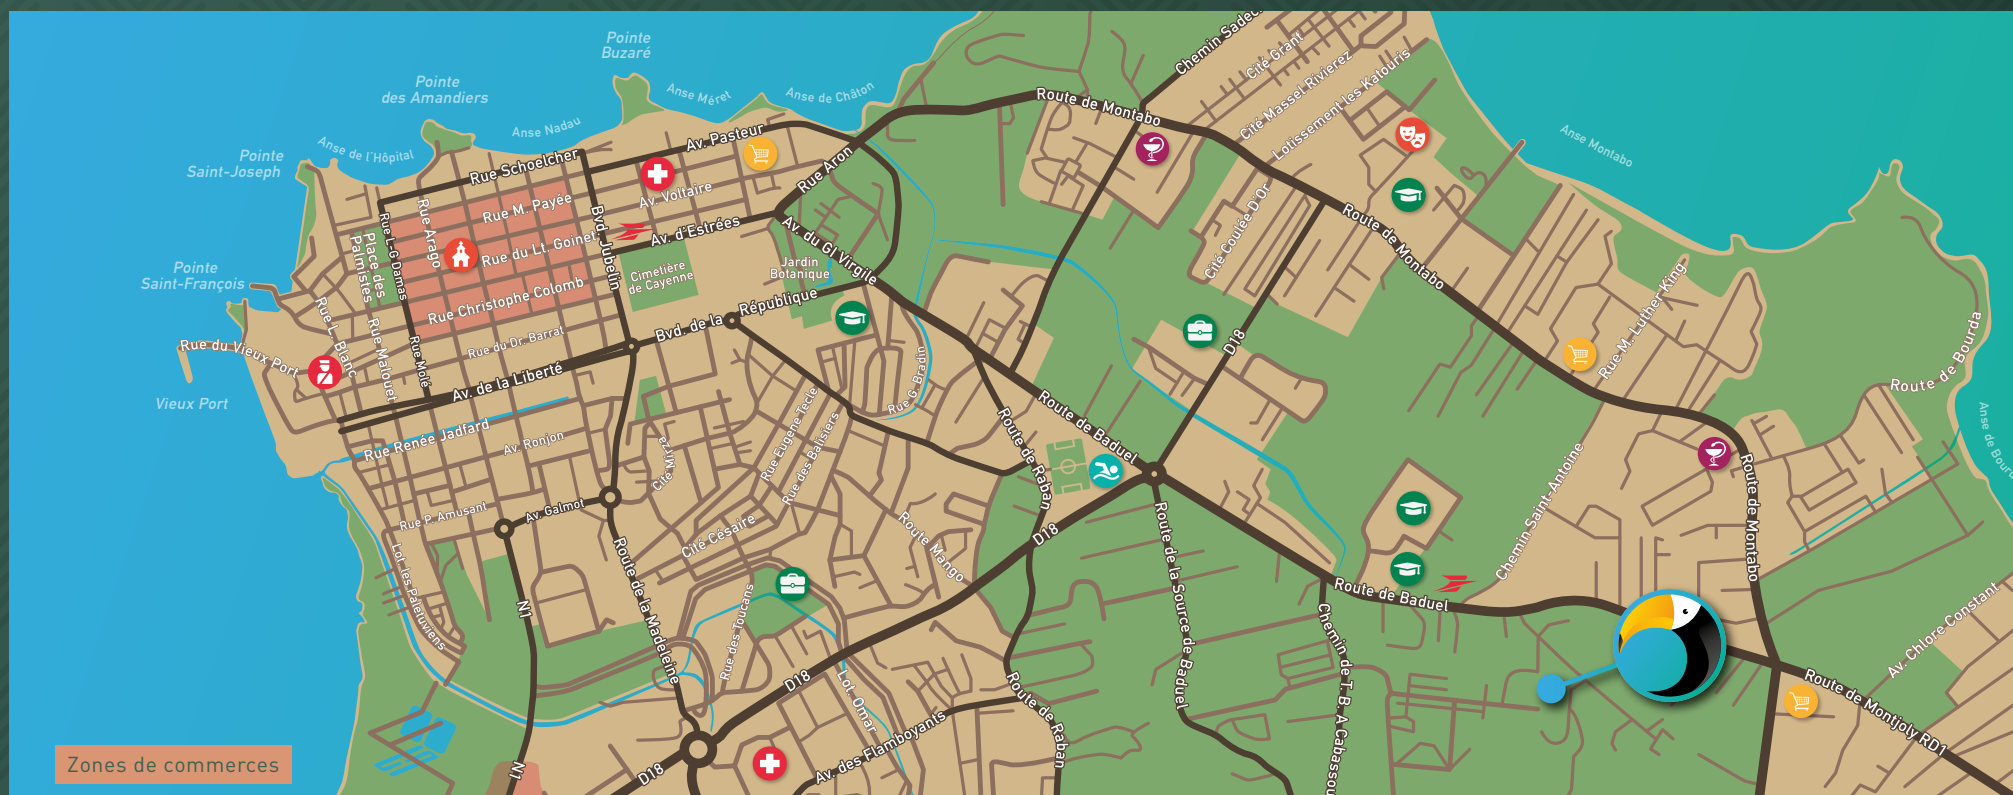 Pointe
Buzaré
Pointe
des Amandiers
Anse Méret
Anse de Châton
Anse Nadau
Anse de l'Hôpital
Pointe
Saint-Joseph
Pointe
Saint-François
Vieux Port
Anse Montabo
Chemin Sadec
Cité Grant
Cité Massel Rivierez
Lotissement les Katouris
Route de Montabo
Av. Pasteur
Rue Schoelcher
Rue Aron
Av. Voltaire
Rue M. Payée
Rue Arago
Rue L-G Damas
Place des
Palmistes
Rue du Lt. Goinet
Bvd. Jubelin
Av. d'Estrées
Av. du Gj Virgile
Cimetière
de Cayenne
Jardin
Botanique
Rue Christophe Colomb
Bvd. de la République
Rue du Dr. Barrat
Rue L. Blanc
Rue Malouet
Rue Molé
Rue du Vieux Port
Av. de la Liberté
Rue Renée Jadfard
Av. Ronjon
Cité Mirza
Rue Eugène Tecle
Rue des Balisiers
Rue G. Bradin
Cité Coulée D'Or
D18
Route de Montabo
Rue M. Luther King
Route de Bourda
Anse de Bourd
Route de Baduel
Route de Raban
Rue P. Amusant
Av. Galmot
Cité Césaire
Route Mango
Lot. les Palétuviens
N1
Route de la Madeleine
Rue des Toucans
D18
D18
Lot. Omar
Av. des Flamboyants
Route de Raban
Route de la Source de Baduel
Chemin de T. B. A Cabassou
Route de Baduel
Chemin Saint-Antoine
Route de Montabo
Av. Chlore Constant
Route de Montjoly RD1
D18
N1
Zones de commerces